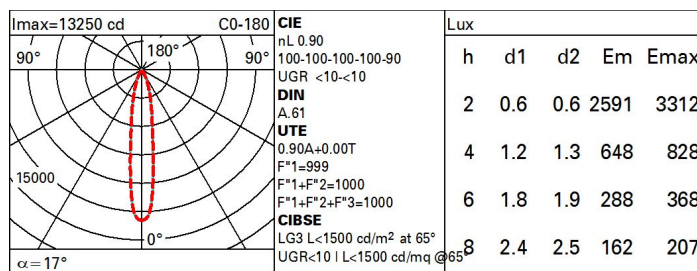 Imax=13250 cd C0-180
90° 180° 90°
15000
0°
α=17°
CIE
nL 0.90
100-100-100-100-90
UGR <10-<10
DIN
A.61
UTE
0.90A+0.00T
F"1=999
F"1+F"2=1000
F"1+F"2+F"3=1000
CIBSE
LG3 L<1500 cd/m² at 65°
UGR<10 | L<1500 cd/mq @65°
Lux
h d1 d2 Em Emax
2 0.6 0.6 2591 3312
4 1.2 1.3 648 828
6 1.8 1.9 288 368
8 2.4 2.5 162 207